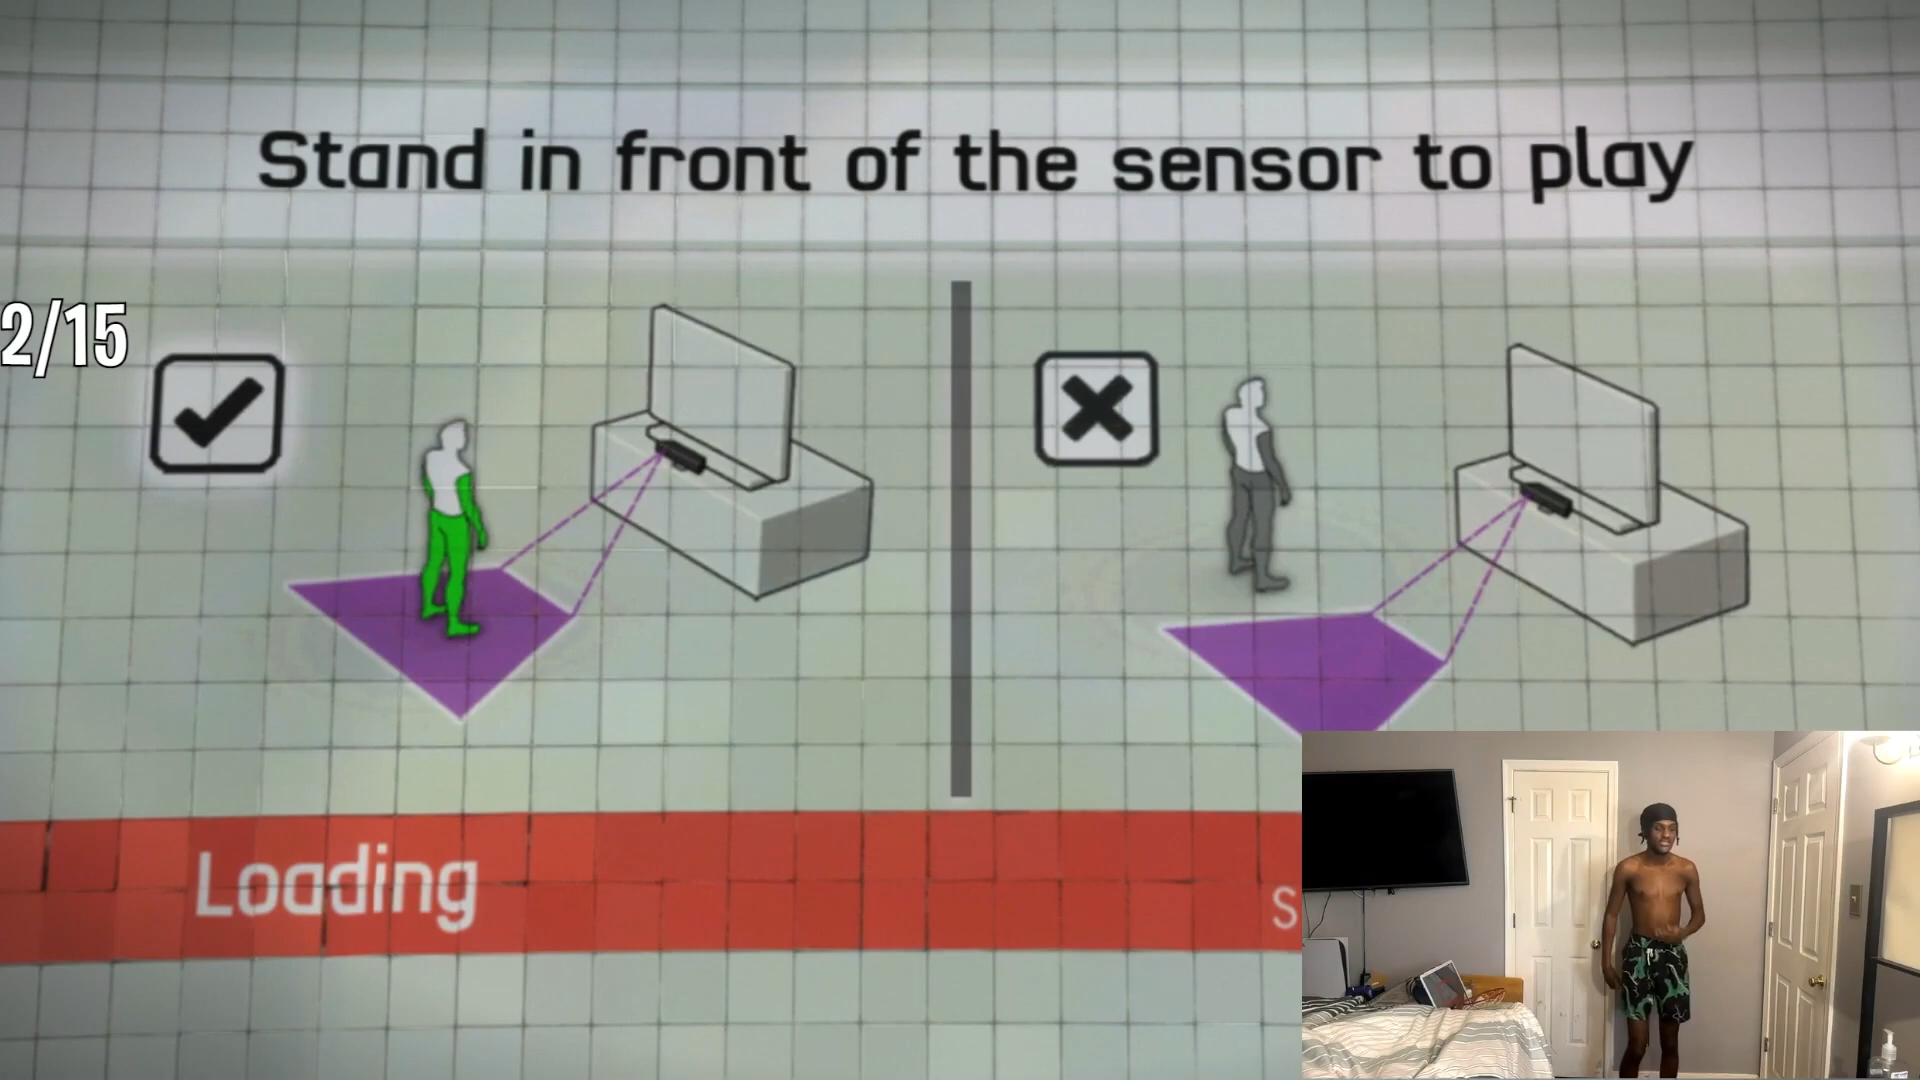 Stand in front of the sensor to play
2/15
Loading
S